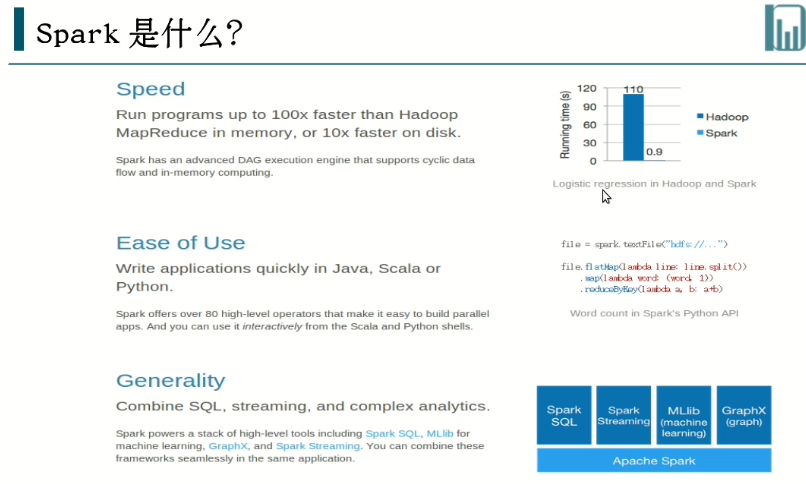 Spark 是什么？
Speed
Run programs up to 100x faster than Hadoop
MapReduce in memory, or 10x faster on disk.
Spark has an advanced DAG execution engine that supports cyclic data
flow and in-memory computing.
Running time (s)
120
90
60
30
0
110
0.9
Hadoop
Spark
Logistic regression in Hadoop and Spark
Ease of Use
Write applications quickly in Java, Scala or
Python.
Spark offers over 80 high-level operators that make it easy to build parallel
apps. And you can use it interactively from the Scala and Python shells.
file = spark.textFile("hdfs://...")
file.flatMap(lambda line: line.split())
.map(lambda word: (word, 1))
.reduceByKey(lambda a, b: a+b)
Word count in Spark's Python API
Generality
Combine SQL, streaming, and complex analytics.
Spark powers a stack of high-level tools including Spark SQL, MLlib for
machine learning, GraphX, and Spark Streaming. You can combine these
frameworks seamlessly in the same application.
Spark
SQL
Spark
Streaming
MLlib
(machine
learning)
GraphX
(graph)
Apache Spark